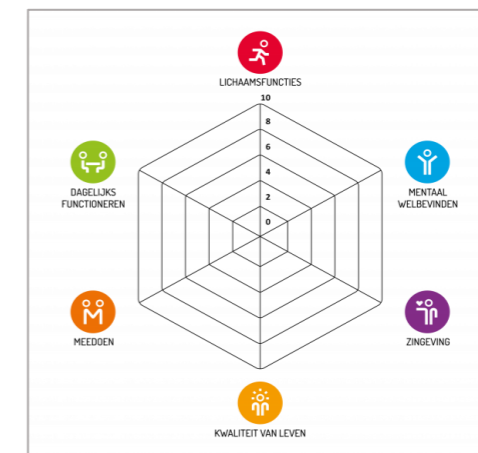 LICHAAMSFUNCTIES
10
8
6
4
2
0
DAGELIJKS
FUNCTIONEREN
MENTAAL
WELBEVINDEN
MEEDOEN
ZINGEVING
KWALITEIT VAN LEVEN